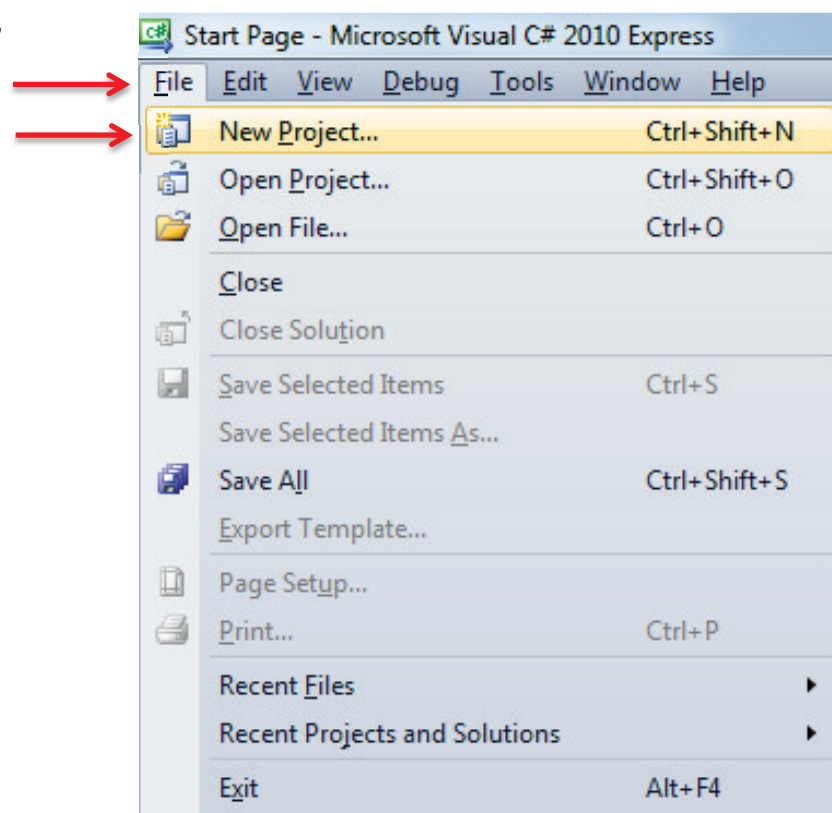 Start Page - Microsoft Visual C# 2010 Express
File Edit View Debug Tools Window Help
New Project... Ctrl+Shift+N
Open Project... Ctrl+Shift+O
Open File... Ctrl+O
Close
Close Solution
Save Selected Items Ctrl+S
Save Selected Items As...
Save All Ctrl+Shift+S
Export Template...
Page Setup...
Print... Ctrl+P
Recent Files
Recent Projects and Solutions
Exit Alt+F4